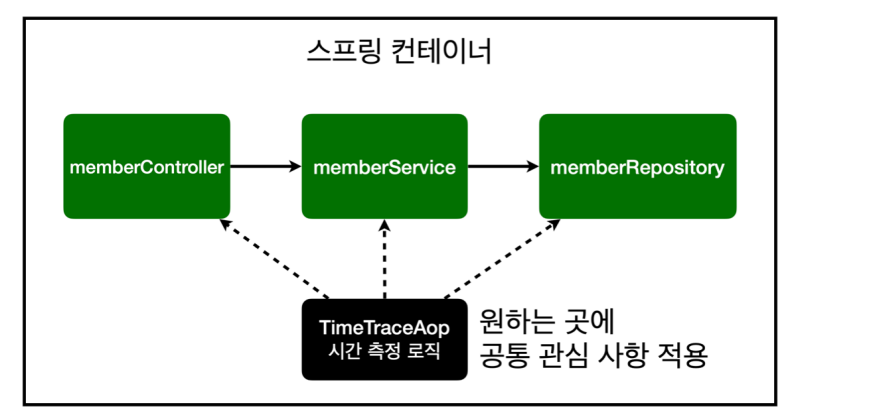 스프링 컨테이너
memberController
memberService
memberRepository
TimeTraceAop
시간 측정 로직
원하는 곳에
공통 관심 사항 적용